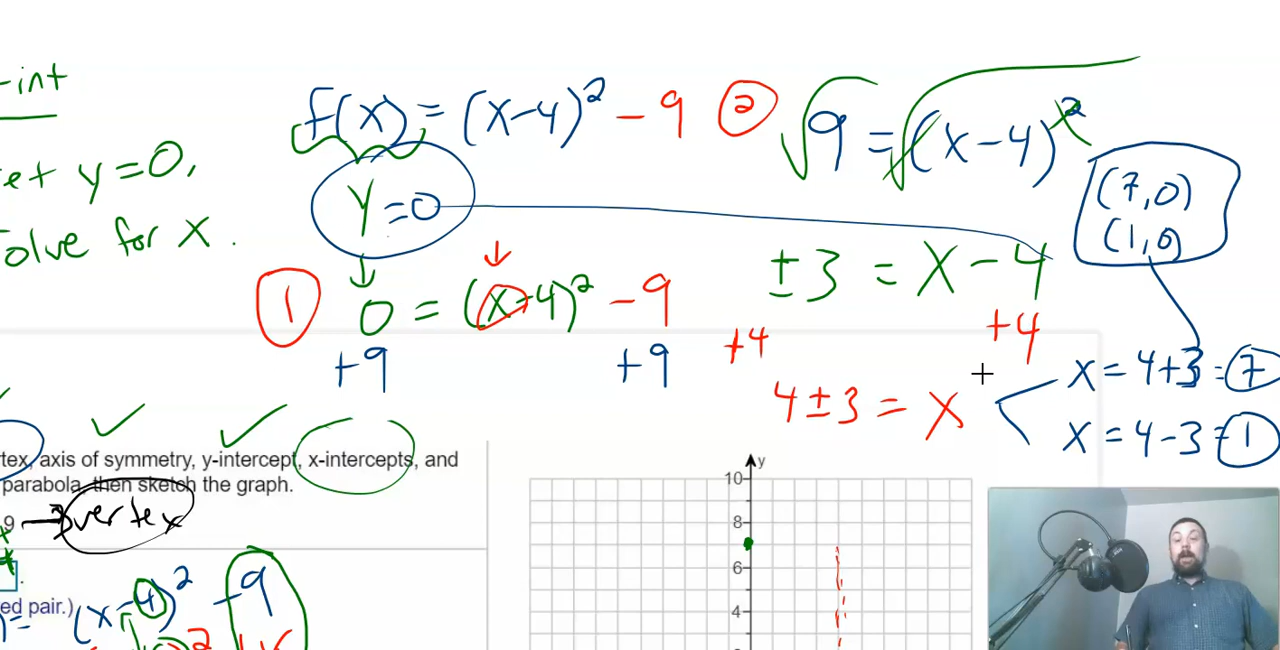 -int
et y=0,
olve for x.
f(x) = (x-4)² - 9
y=0
① 0 = (x-4)² - 9
+9 +9
② √9 = √(x-4)²
±3 = x - 4
+4 +4
4±3 = x
x = 4+3 = 7
x = 4-3 = 1
(7,0)
(1,0)
tex, axis of symmetry, y-intercept, x-intercepts, and
parabola, then sketch the graph.
9 → vertex
ed pair.)
= (x-4)² -9
y
10
8
6
4